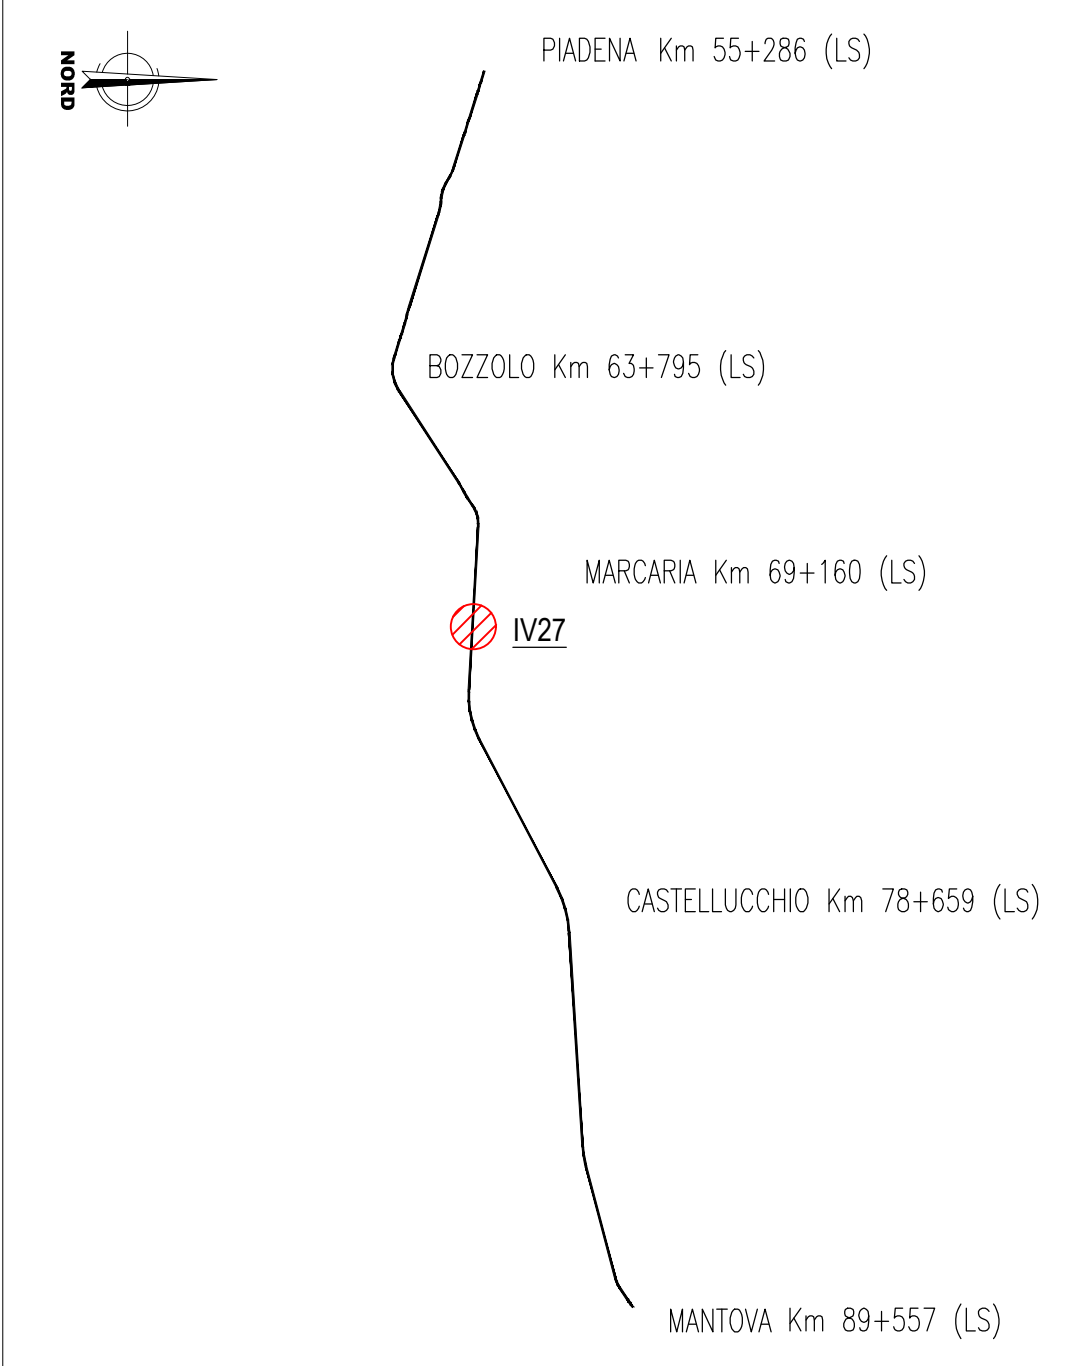 PIADENA Km 55+286 (LS)
NORD
BOZZOLO Km 63+795 (LS)
MARCARIA Km 69+160 (LS)
IV27
CASTELLUCCHIO Km 78+659 (LS)
MANTOVA Km 89+557 (LS)